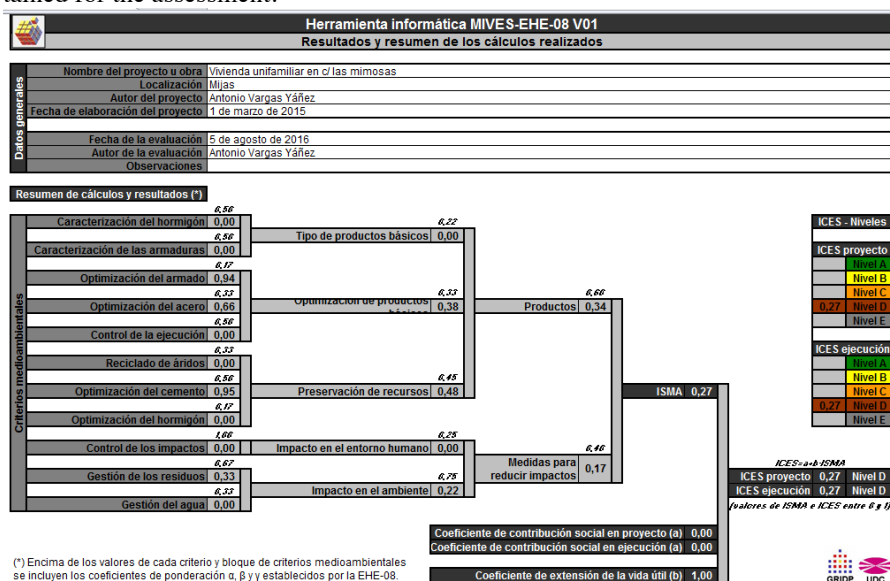 tained for the assessment.
Herramienta informática MIVES-EHE-08 V01
Resultados y resumen de los cálculos realizados
Datos generales
Nombre del proyecto u obra Vivienda unifamiliar en c/ las mimosas
Localización Mijas
Autor del proyecto Antonio Vargas Yáñez
Fecha de elaboración del proyecto 1 de marzo de 2015
Fecha de la evaluación 5 de agosto de 2016
Autor de la evaluación Antonio Vargas Yáñez
Observaciones
Resumen de cálculos y resultados (*)
Criterios medioambientales
0,50
Caracterización del hormigón 0,00
0,50
Caracterización de las armaduras 0,00
0,17
Optimización del armado 0,94
0,33
Optimización del acero 0,66
0,50
Control de la ejecución 0,00
0,33
Reciclado de áridos 0,00
0,50
Optimización del cemento 0,95
0,17
Optimización del hormigón 0,00
1,00
Control de los impactos 0,00
0,67
Gestión de los residuos 0,33
0,33
Gestión del agua 0,00
0,22
Tipo de productos básicos 0,00
0,33
Optimización de productos
0,38
0,45
Preservación de recursos 0,48
0,25
Impacto en el entorno humano 0,00
0,75
Impacto en el ambiente 0,22
0,60
Productos 0,34
0,40
Medidas para
reducir impactos 0,17
ISMA 0,27
ICES - Niveles
ICES proyecto
Nivel A
Nivel B
Nivel C
0,27 Nivel D
Nivel E
ICES ejecución
Nivel A
Nivel B
Nivel C
0,27 Nivel D
Nivel E
ICES=a+b·ISMA
ICES proyecto 0,27 Nivel D
ICES ejecución 0,27 Nivel D
(valores de ISMA e ICES entre 0 y 1)
Coeficiente de contribución social en proyecto (a) 0,00
Coeficiente de contribución social en ejecución (a) 0,00
Coeficiente de extensión de la vida útil (b) 1,00
(*) Encima de los valores de cada criterio y bloque de criterios medioambientales
se incluyen los coeficientes de ponderación α, β y γ establecidos por la EHE-08.
GRIDP UDC